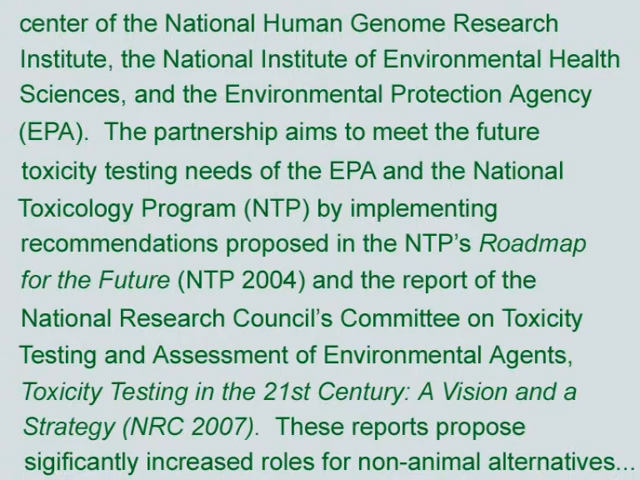 center of the National Human Genome Research
Institute, the National Institute of Environmental Health
Sciences, and the Environmental Protection Agency
(EPA).  The partnership aims to meet the future
toxicity testing needs of the EPA and the National
Toxicology Program (NTP) by implementing
recommendations proposed in the NTP’s Roadmap
for the Future (NTP 2004) and the report of the
National Research Council’s Committee on Toxicity
Testing and Assessment of Environmental Agents,
Toxicity Testing in the 21st Century: A Vision and a
Strategy (NRC 2007).  These reports propose
sigificantly increased roles for non-animal alternatives...